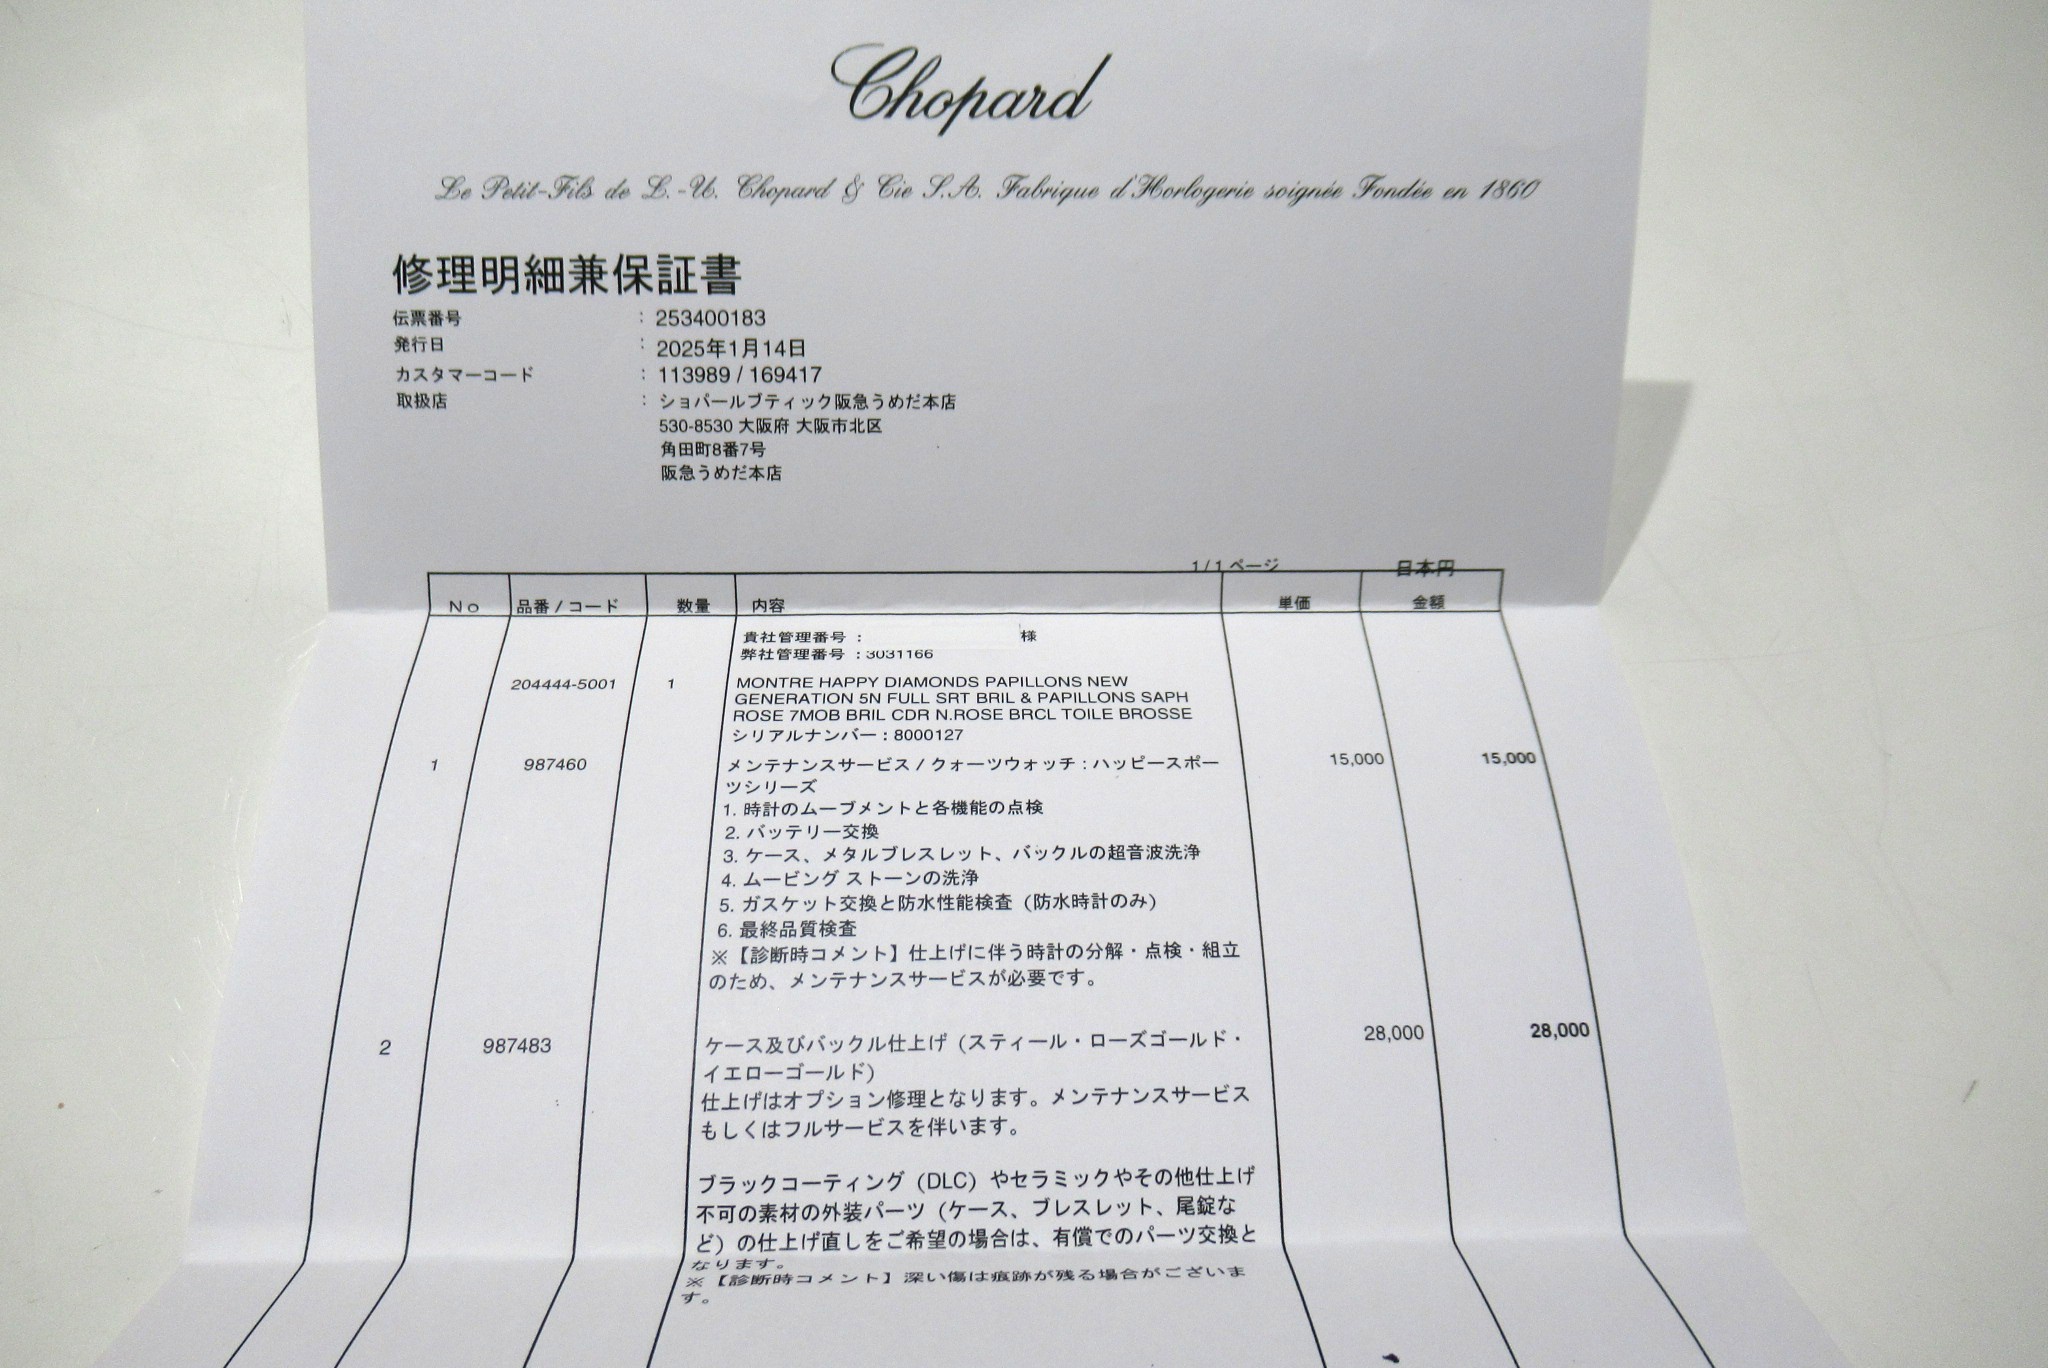 Chopard
Le Petit-Fils de L.-U. Chopard & Cie S.A. Fabrique d'Horlogerie soignée Fondée en 1860
修理明細兼保証書
伝票番号 : 253400183
発行日 : 2025年1月14日
カスタマーコード : 113989 / 169417
取扱店 : ショパールブティック阪急うめだ本店
530-8530 大阪府 大阪市北区
角田町8番7号
阪急うめだ本店
1 / 1 ページ 日本円
No 品番 / コード 数量 内容 単価 金額
貴社管理番号 : 様
弊社管理番号 : 3031166
204444-5001 1 MONTRE HAPPY DIAMONDS PAPILLONS NEW
GENERATION 5N FULL SRT BRIL & PAPILLONS SAPH
ROSE 7MOB BRIL CDR N.ROSE BRCL TOILE BROSSE
シリアルナンバー : 8000127
1 987460 メンテナンスサービス / クォーツウォッチ : ハッピースポー 15,000 15,000
ツシリーズ
1. 時計のムーブメントと各機能の点検
2. バッテリー交換
3. ケース、メタルブレスレット、バックルの超音波洗浄
4. ムービング ストーンの洗浄
5. ガスケット交換と防水性能検査（防水時計のみ）
6. 最終品質検査
※【診断時コメント】仕上げに伴う時計の分解・点検・組立
のため、メンテナンスサービスが必要です。
2 987483 ケース及びバックル仕上げ（スティール・ローズゴールド・ 28,000 28,000
イエローゴールド）
仕上げはオプション修理となります。メンテナンスサービス
もしくはフルサービスを伴います。
ブラックコーティング（DLC）やセラミックやその他仕上げ
不可の素材の外装パーツ（ケース、ブレスレット、尾錠な
ど）の仕上げ直しをご希望の場合は、有償でのパーツ交換と
なります。
※【診断時コメント】深い傷は痕跡が残る場合がございま
す。